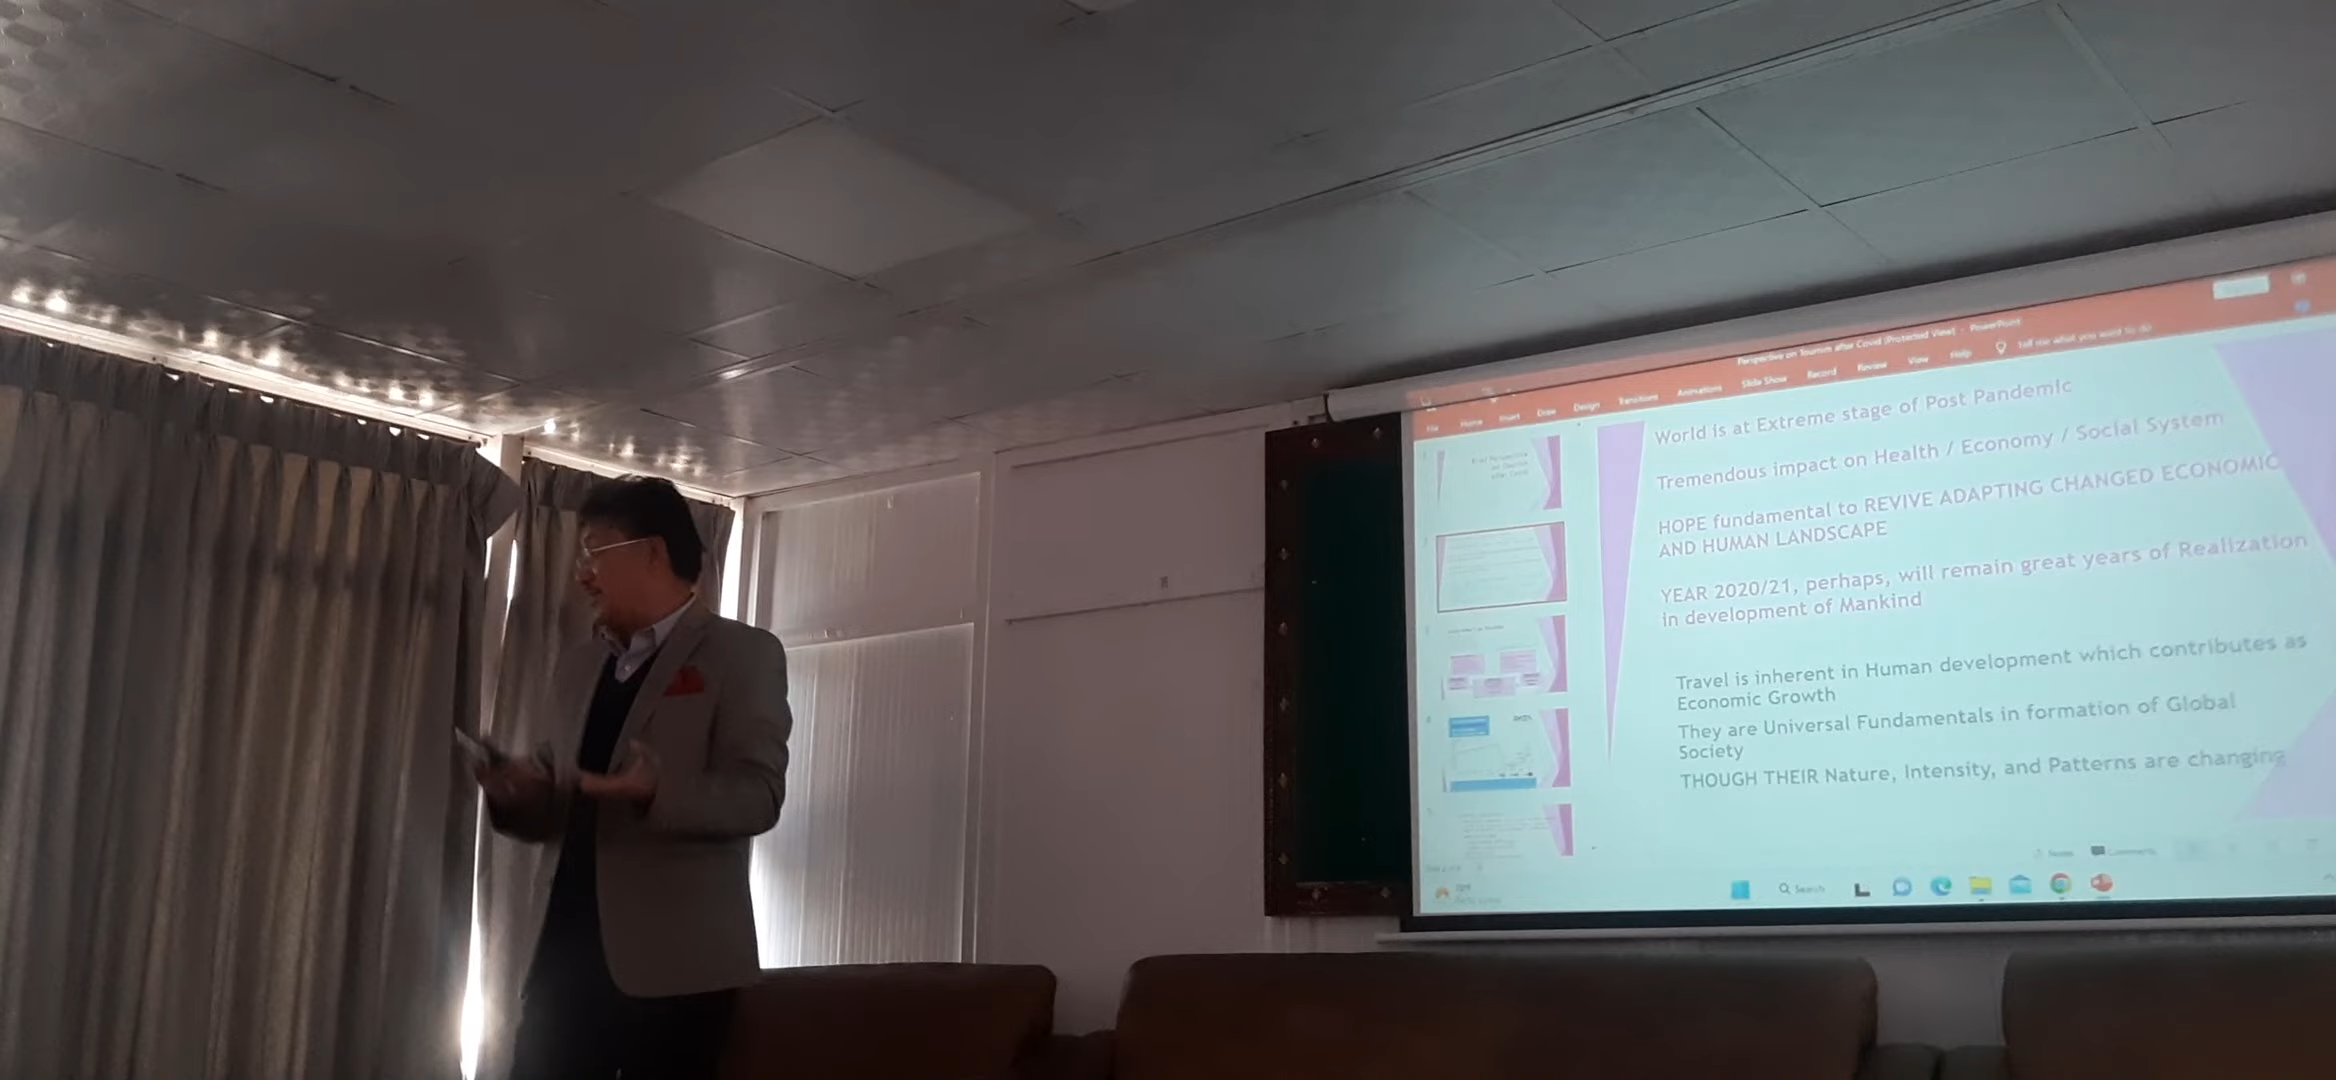 Perspective on Tourism after Covid (Protected View) - PowerPoint
File Home Insert Draw Design Transitions Animations Slide Show Record Review View Help Tell me what you want to do
World is at Extreme stage of Post Pandemic
Tremendous impact on Health / Economy / Social System
HOPE fundamental to REVIVE ADAPTING CHANGED ECONOMIC
AND HUMAN LANDSCAPE
YEAR 2020/21, perhaps, will remain great years of Realization
in development of Mankind
Travel is inherent in Human development which contributes as
Economic Growth
They are Universal Fundamentals in formation of Global
Society
THOUGH THEIR Nature, Intensity, and Patterns are changing
Notes Comments
Search